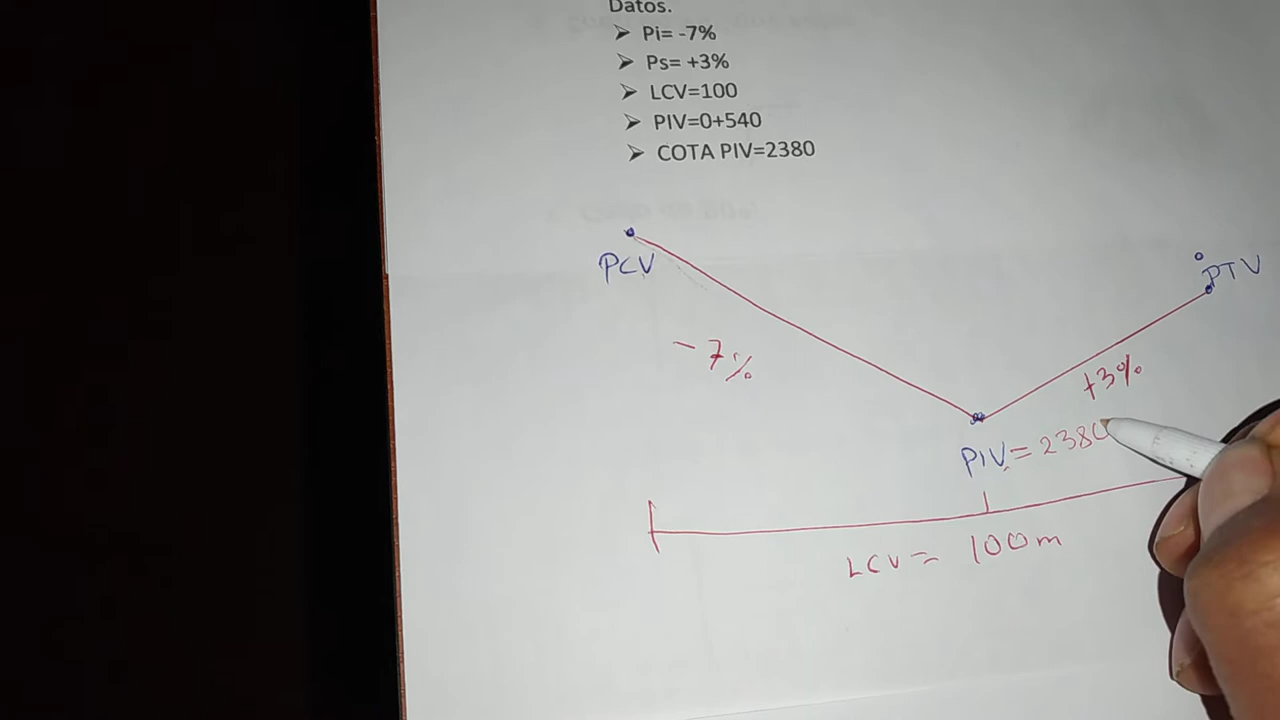 Datos.
➤ Pi= -7%
➤ Ps= +3%
➤ LCV=100
➤ PIV=0+540
➤ COTA PIV=2380
PCV
PTV
-7%
+3%
PIV= 2380
LCV= 100m